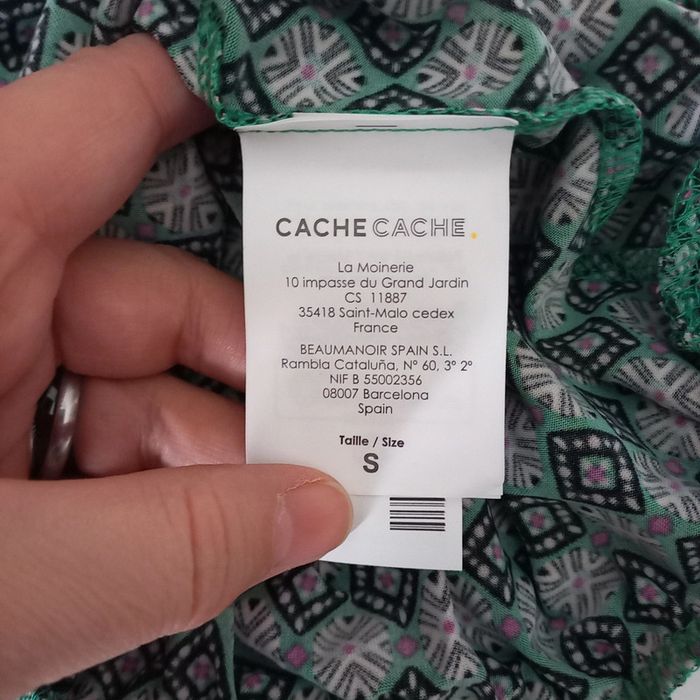 CACHE CACHE.
La Moinerie
10 impasse du Grand Jardin
CS 11887
35418 Saint-Malo cedex
France
BEAUMANOIR SPAIN S.L.
Rambla Cataluña, Nº 60, 3º 2º
NIF B 55002356
08007 Barcelona
Spain
Taille / Size
S